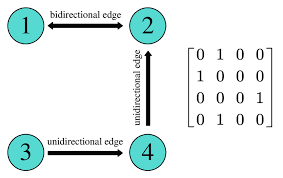 1 bidirectional edge 2
unidirectional edge
0 1 0 0
1 0 0 0
0 0 0 1
0 1 0 0
3 unidirectional edge 4